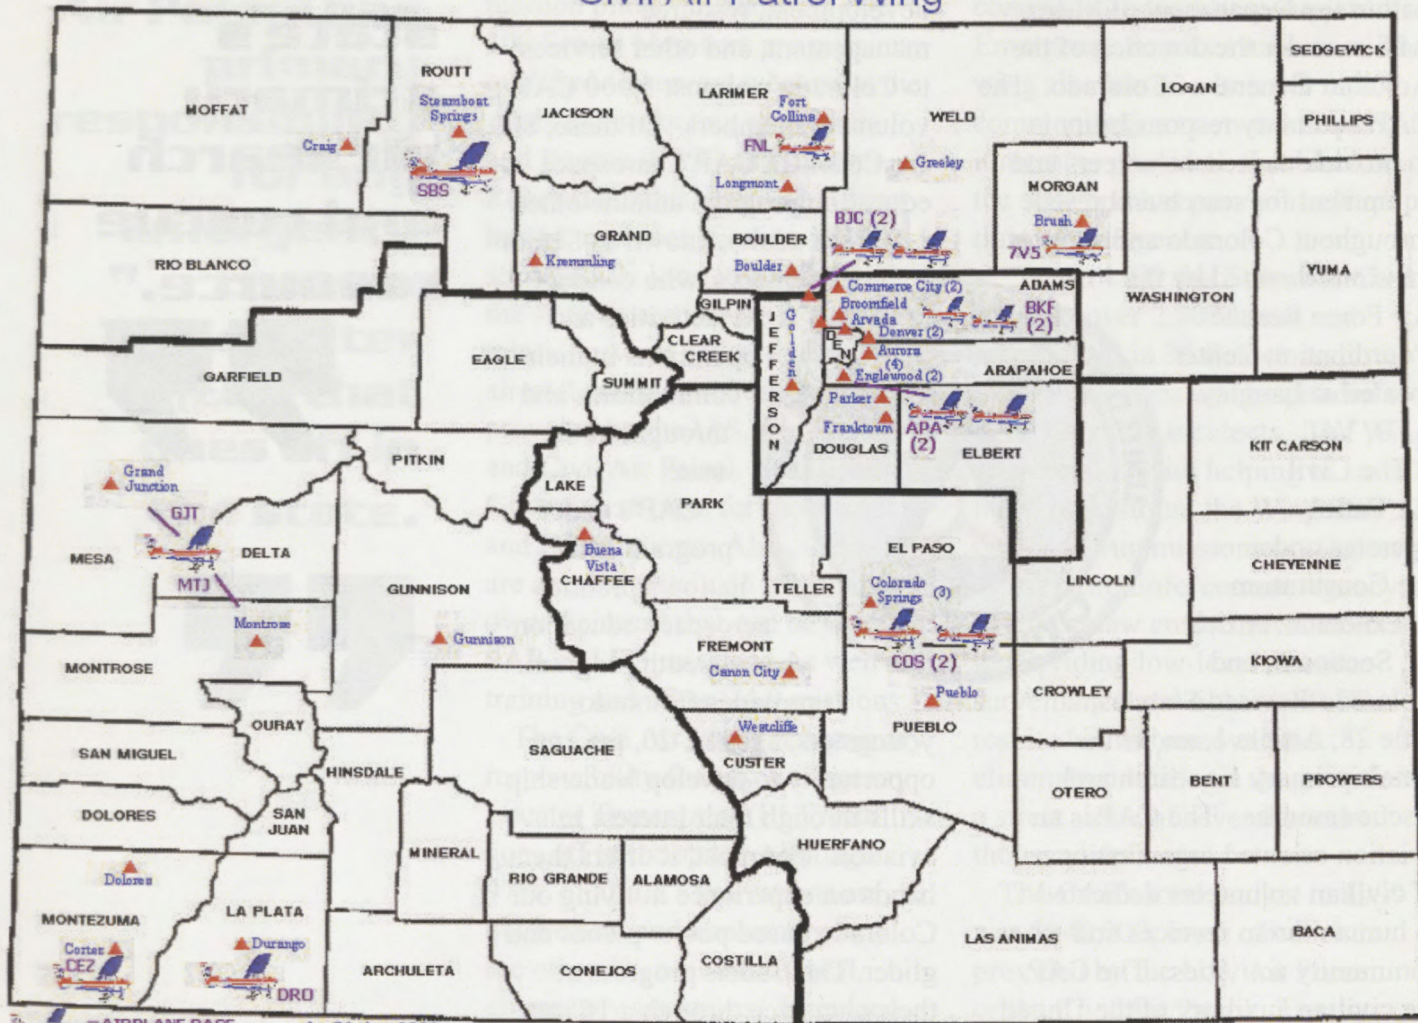 Civil Air Patrol Wing
MOFFAT
ROUTT
Steamboat
Springs
Craig
SBS
JACKSON
LARIMER
Fort
Collins
FNL
Longmont
WELD
Greeley
LOGAN
SEDGEWICK
PHILLIPS
MORGAN
Brush
7V5
YUMA
WASHINGTON
RIO BLANCO
GRAND
Kremmling
BOULDER
Boulder
BJC (2)
GILPIN
Commerce City (2)
Broomfield
Arvada
Denver (2)
DEN
Aurora
(4)
Englewood (2)
ADAMS
BKF
(2)
ARAPAHOE
GARFIELD
EAGLE
SUMMIT
CLEAR
CREEK
JEFFERSON
Golden
Parker
Franktown
DOUGLAS
APA
(2)
ELBERT
KIT CARSON
Grand
Junction
GJT
MESA
DELTA
MTJ
Montrose
MONTROSE
PITKIN
GUNNISON
Gunnison
LAKE
PARK
Buena
Vista
CHAFFEE
TELLER
EL PASO
Colorado
Springs
(3)
COS (2)
LINCOLN
CHEYENNE
FREMONT
Canon City
KIOWA
CROWLEY
Pueblo
PUEBLO
OURAY
SAN MIGUEL
HINSDALE
SAGUACHE
Westcliffe
CUSTER
OTERO
BENT
PROWERS
DOLORES
SAN
JUAN
Dolores
MINERAL
RIO GRANDE
ALAMOSA
HUERFANO
MONTEZUMA
Cortez
CEZ
LA PLATA
Durango
DRO
ARCHULETA
CONEJOS
COSTILLA
LAS ANIMAS
BACA
=AIRPLANE BASE